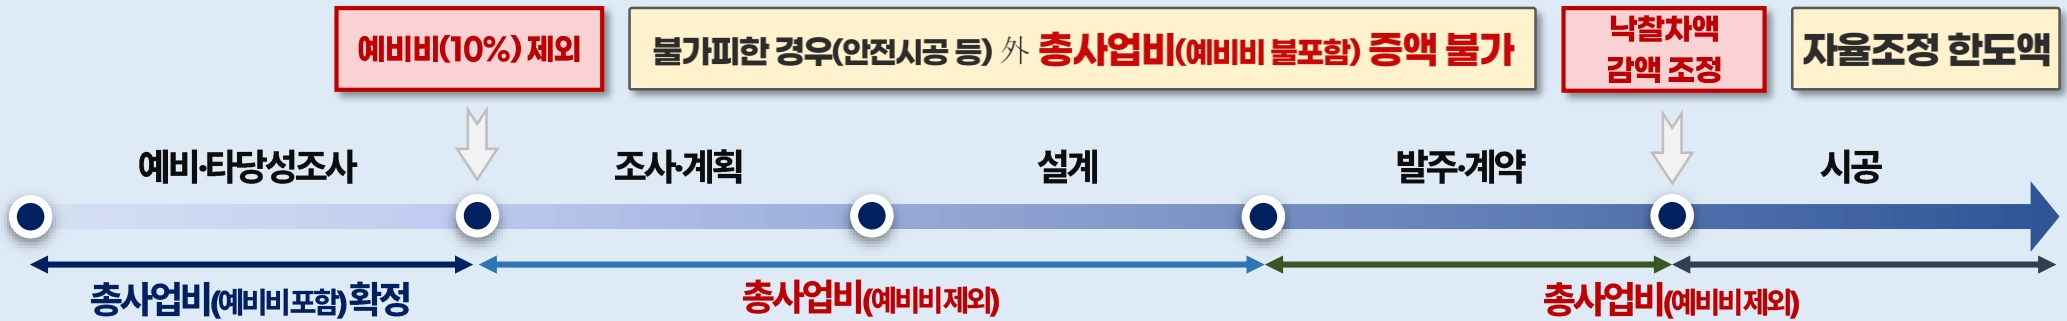 예비비(10%) 제외
불가피한 경우(안전시공 등) 外 총사업비(예비비 불포함) 증액 불가
낙찰차액
감액 조정
자율조정 한도액
예비·타당성조사
조사·계획
설계
발주·계약
시공
총사업비(예비비 포함) 확정
총사업비(예비비 제외)
총사업비(예비비 제외)